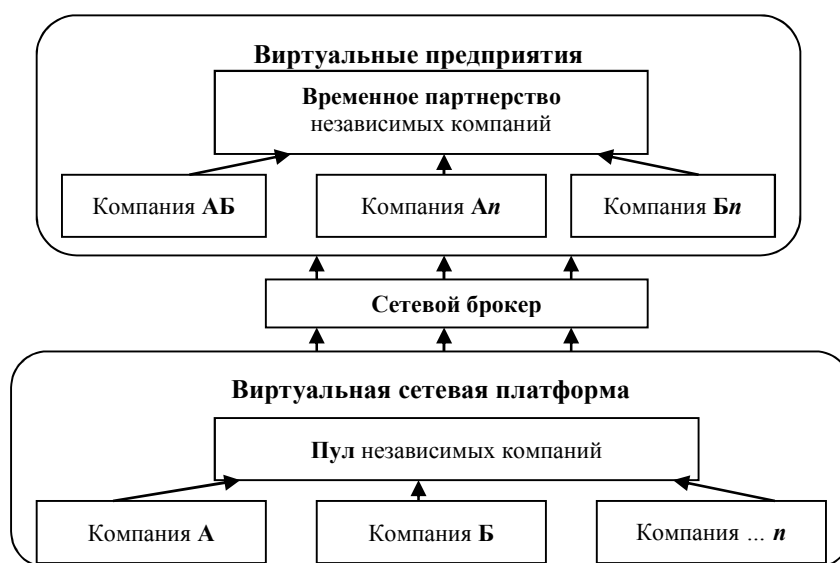 Виртуальные предприятия
Временное партнерство
независимых компаний
Компания АБ
Компания Аn
Компания Бn
Сетевой брокер
Виртуальная сетевая платформа
Пул независимых компаний
Компания А
Компания Б
Компания ... n